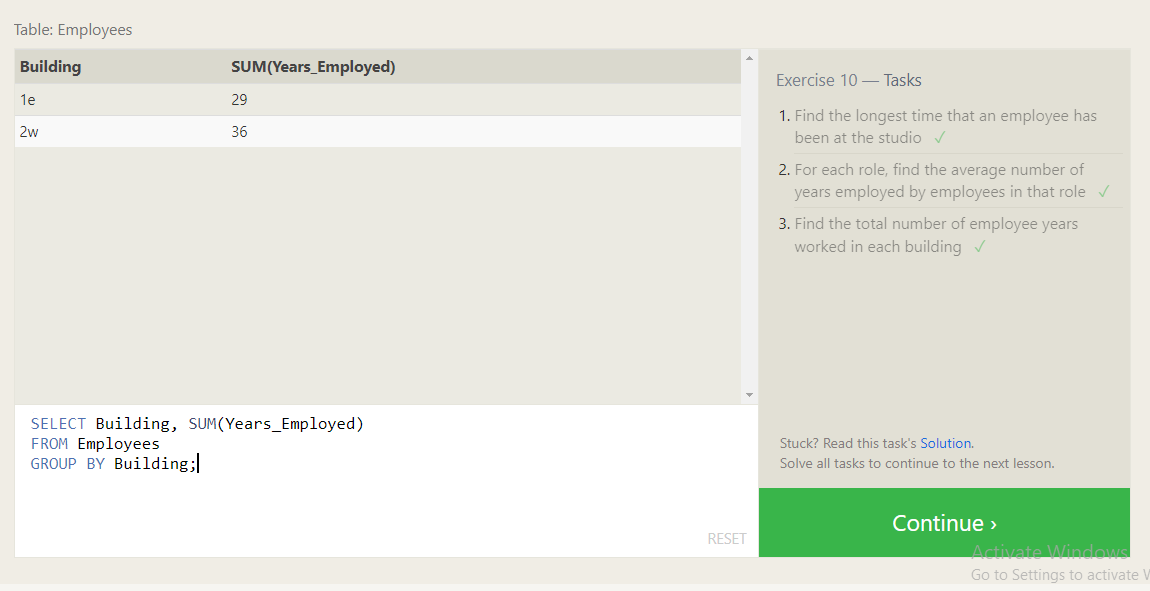 Table: Employees
Building SUM(Years_Employed)
1e 29
2w 36
SELECT Building, SUM(Years_Employed)
FROM Employees
GROUP BY Building;
RESET
Exercise 10 — Tasks
1. Find the longest time that an employee has
been at the studio ✓
2. For each role, find the average number of
years employed by employees in that role ✓
3. Find the total number of employee years
worked in each building ✓
Stuck? Read this task's Solution.
Solve all tasks to continue to the next lesson.
Continue ›
Activate Windows
Go to Settings to activate W